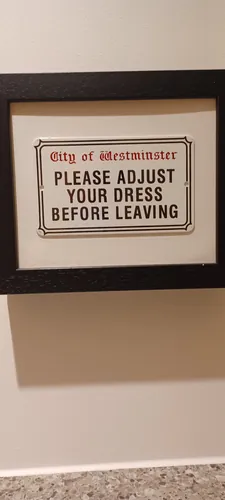 City of Westminster
PLEASE ADJUST
YOUR DRESS
BEFORE LEAVING